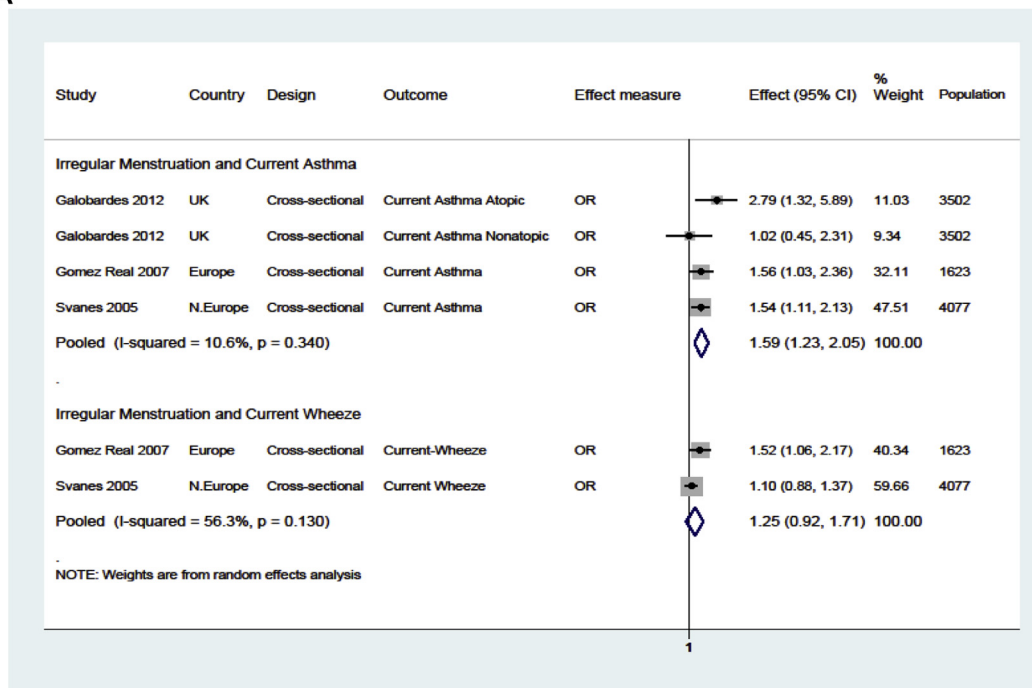 Study Country Design Outcome Effect measure Effect (95% CI) % Weight Population
Irregular Menstruation and Current Asthma
Galobardes 2012 UK Cross-sectional Current Asthma Atopic OR 2.79 (1.32, 5.89) 11.03 3502
Galobardes 2012 UK Cross-sectional Current Asthma Nonatopic OR 1.02 (0.45, 2.31) 9.34 3502
Gomez Real 2007 Europe Cross-sectional Current Asthma OR 1.56 (1.03, 2.36) 32.11 1623
Svanes 2005 N.Europe Cross-sectional Current Asthma OR 1.54 (1.11, 2.13) 47.51 4077
Pooled (I-squared = 10.6%, p = 0.340) 1.59 (1.23, 2.05) 100.00
.
Irregular Menstruation and Current Wheeze
Gomez Real 2007 Europe Cross-sectional Current-Wheeze OR 1.52 (1.06, 2.17) 40.34 1623
Svanes 2005 N.Europe Cross-sectional Current Wheeze OR 1.10 (0.88, 1.37) 59.66 4077
Pooled (I-squared = 56.3%, p = 0.130) 1.25 (0.92, 1.71) 100.00
.
NOTE: Weights are from random effects analysis
1